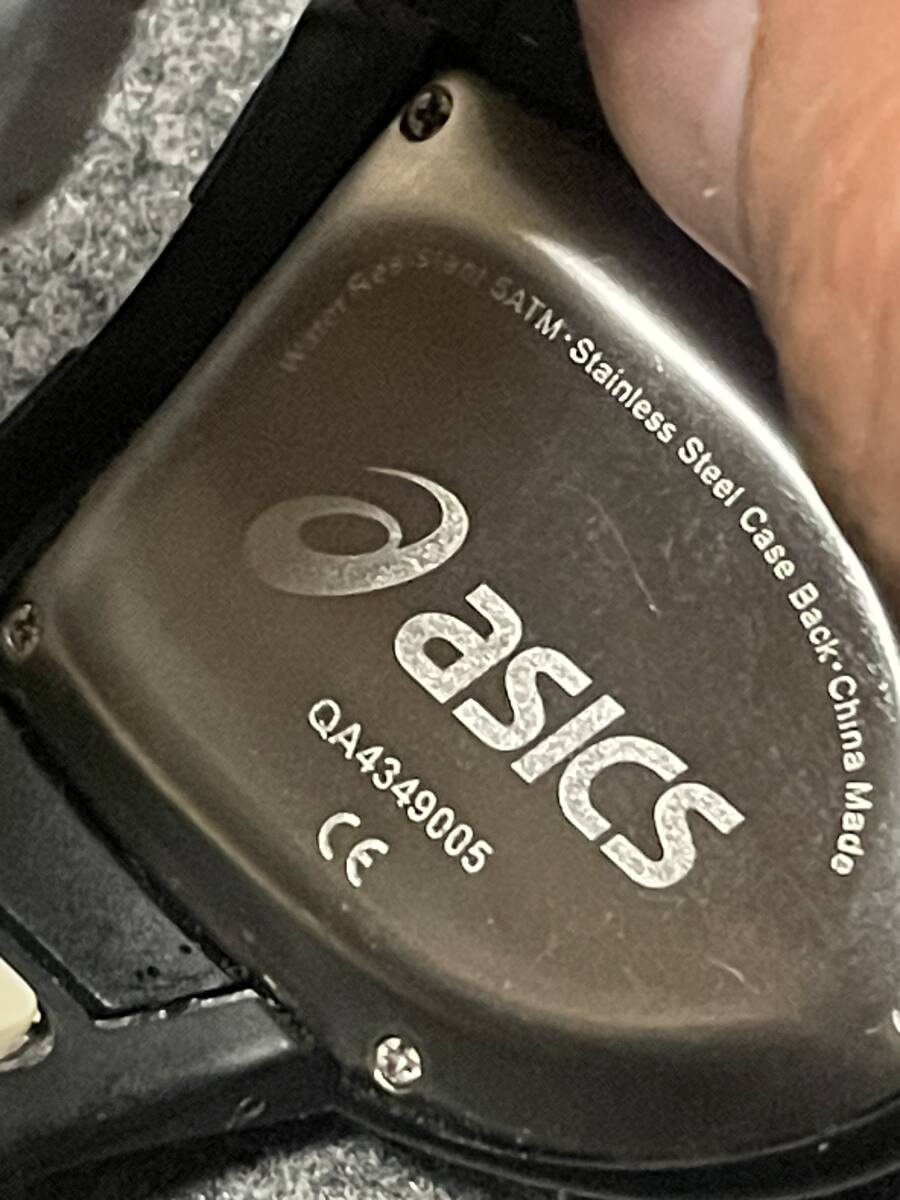 Water Resistant 5ATM·Stainless Steel Case Back·China Made
asics
QA4349005
CE